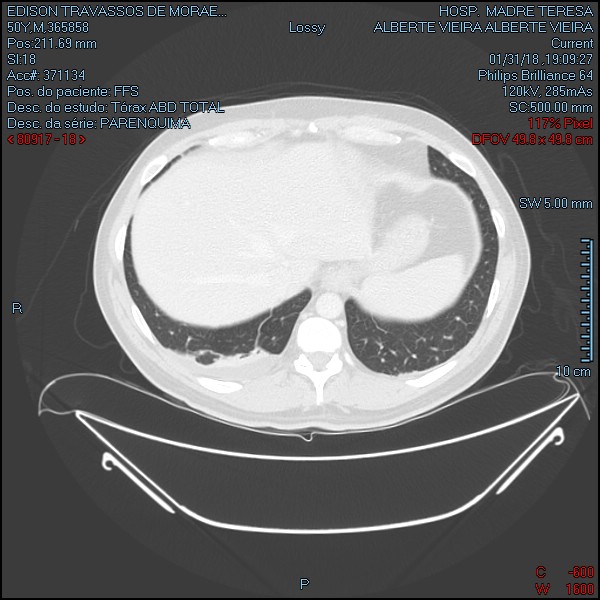 EDISON TRAVASSOS DE MORAE...
50Y,M,365858
Pos:211.69 mm
Sl:18
Acc#: 371134
Pos. do paciente: FFS
Desc. do estudo: Tórax ABD TOTAL
Desc. da série: PARENQUIMA
< 80917 - 18 >
Lossy
HOSP. MADRE TERESA
ALBERTE VIEIRA ALBERTE VIEIRA
Current
01/31/18 ,19:09:27
Philips Brilliance 64
120kV, 285mAs
SC:500.00 mm
117% Pixel
DFOV 49.8 x 49.8 cm
SW 5.00 mm
R
10 cm
P
C -600
W 1600